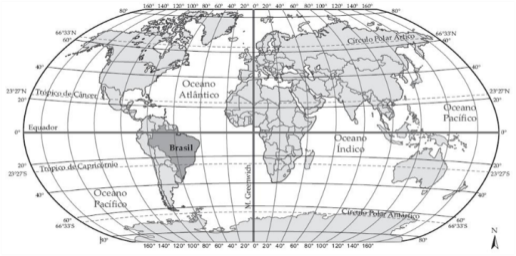 160° 140° 120° 100° 80° 60° 40° 20° 0° 20° 40° 60° 80° 100° 120° 140° 160°
80° 80°
66°33'N 66°33'N
60° 60°
Círculo Polar Ártico
40° 40°
Oceano
Atlântico
23°27'N Trópico de Câncer 23°27'N
20° 20°
Oceano
Pacífico
Equador
0° 0°
Oceano
Índico
Brasil
Trópico de Capricórnio
20° 20°
23°27'S 23°27'S
M. Greenwich
Oceano
Pacífico
40° 40°
Círculo Polar Antártico
60° 60°
66°33'S 66°33'S
80° 80°
160° 140° 120° 100° 80° 60° 40° 20° 0° 20° 40° 60° 80° 100° 120° 140° 160°
N